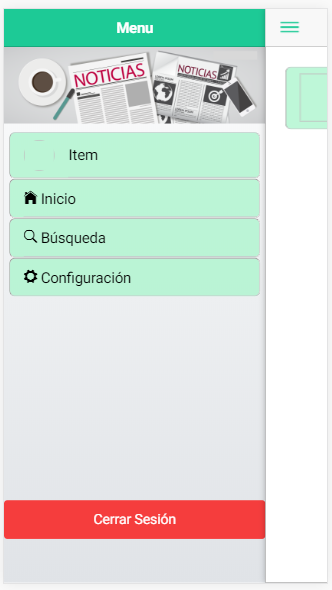 Menu
NOTICIAS
NOTICIAS
Item
Inicio
Búsqueda
Configuración
Cerrar Sesión